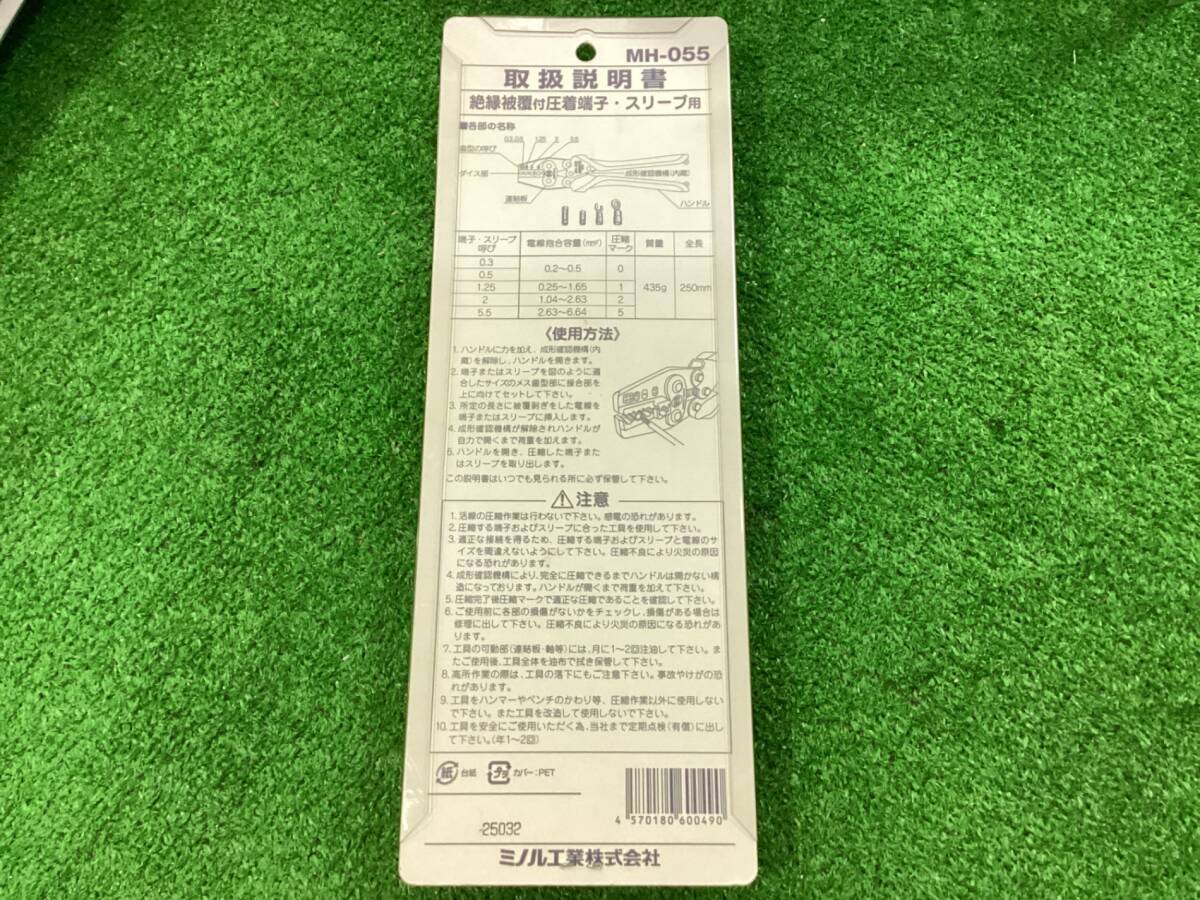 MH-055
取扱説明書
絶縁被覆付圧着端子・スリーブ用
■各部の名称
1.25 2 5.5
歯型の呼び
ダイス部
成形確認機構(内蔵)
連結板
ハンドル
端子・スリーブ呼び 電線抱合容量(mm²) 圧縮マーク 質量 全長
0.3 0.2〜0.5 0 435g 250mm
0.5
1.25 0.25〜1.65 1
2 1.04〜2.63 2
5.5 2.63〜6.64 5
〈使用方法〉
1. ハンドルに力を加え、成形確認機構(内
蔵)を解除し、ハンドルを開きます。
2. 端子またはスリーブを図のように適
合したサイズのメス歯型部に接合部を
上に向けてセットして下さい。
3. 所定の長さに被覆剥ぎをした電線を
端子またはスリーブに挿入します。
4. 成形確認機構が解除されハンドルが
自力で開くまで荷重を加えます。
5. ハンドルを開き、圧縮した端子また
はスリーブを取り出します。
この説明書はいつでも見られる所に必ず保管して下さい。
⚠注意
1. 活線の圧縮作業は行わないで下さい。感電の恐れがあります。
2. 圧縮する端子およびスリーブに合った工具を使用して下さい。
3. 適正な接続を得るため、圧縮する端子およびスリーブと電線のサ
イズを間違えないようにして下さい。圧縮不良により火災の原因
になる恐れがあります。
4. 成形確認機構により、完全に圧縮できるまでハンドルは開かない構
造になっております。ハンドルが開くまで荷重を加えて下さい。
5. 圧縮完了後圧縮マークで適正な圧縮であることを確認して下さい。
6. ご使用前に各部の損傷がないかをチェックし、損傷がある場合は
修理に出して下さい。圧縮不良により火災の原因になる恐れがあ
ります。
7. 工具の可動部(連結板・軸等)には、月に1〜2回注油して下さい。ま
たご使用後、工具全体を油布で拭き保管して下さい。
8. 高所作業の際は、工具の落下にもご注意下さい。事故やけがの恐
れがあります。
9. 工具をハンマーやペンチのかわり等、圧縮作業以外に使用しない
で下さい。また工具を改造して使用しないで下さい。
10. 工具を安全にご使用いただく為、当社まで定期点検(有償)に出し
て下さい。(年1〜2回)
紙 台紙 プラ カバー:PET
4 570180 600490
-25032
ミノル工業株式会社